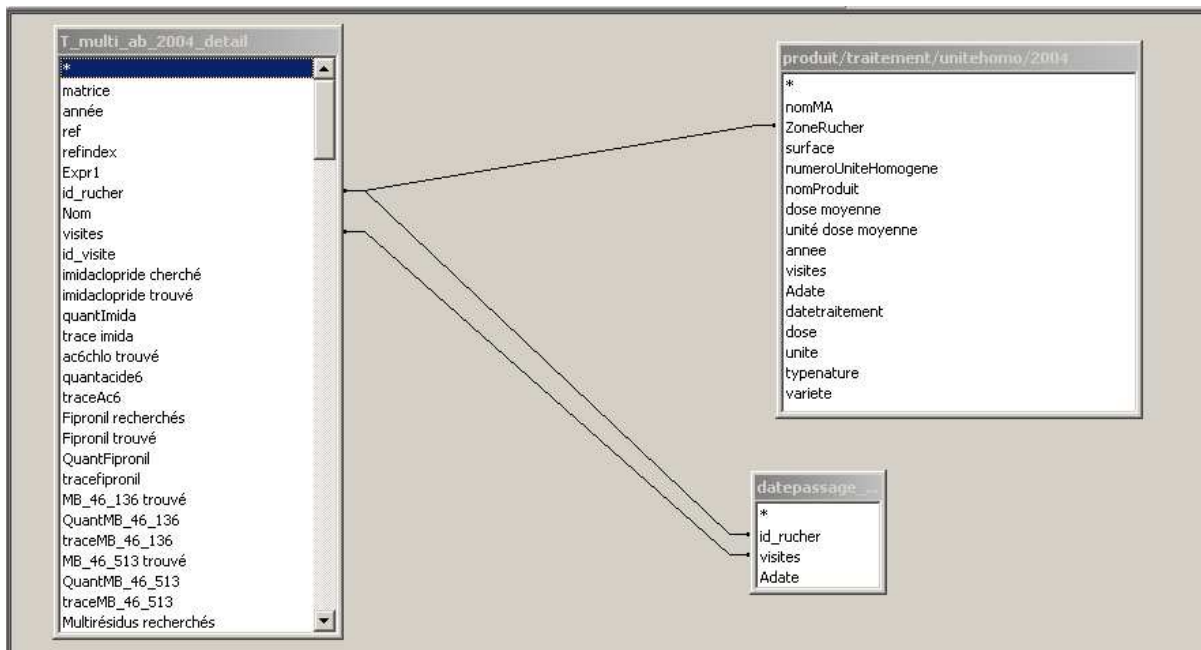 T_multi_ab_2004_detail
*
matrice
année
ref
refindex
Expr1
id_rucher
Nom
visites
id_visite
imidaclopride cherché
imidaclopride trouvé
quantImida
trace imida
ac6chlo trouvé
quantacide6
traceAc6
Fipronil recherchés
Fipronil trouvé
QuantFipronil
tracefipronil
MB_46_136 trouvé
QuantMB_46_136
traceMB_46_136
MB_46_513 trouvé
QuantMB_46_513
traceMB_46_513
Multirésidus recherchés
produit/traitement/unitehomo/2004
*
nomMA
ZoneRucher
surface
numeroUniteHomogene
nomProduit
dose moyenne
unité dose moyenne
annee
visites
Adate
datetraitement
dose
unite
typenature
variete
datepassage_...
*
id_rucher
visites
Adate